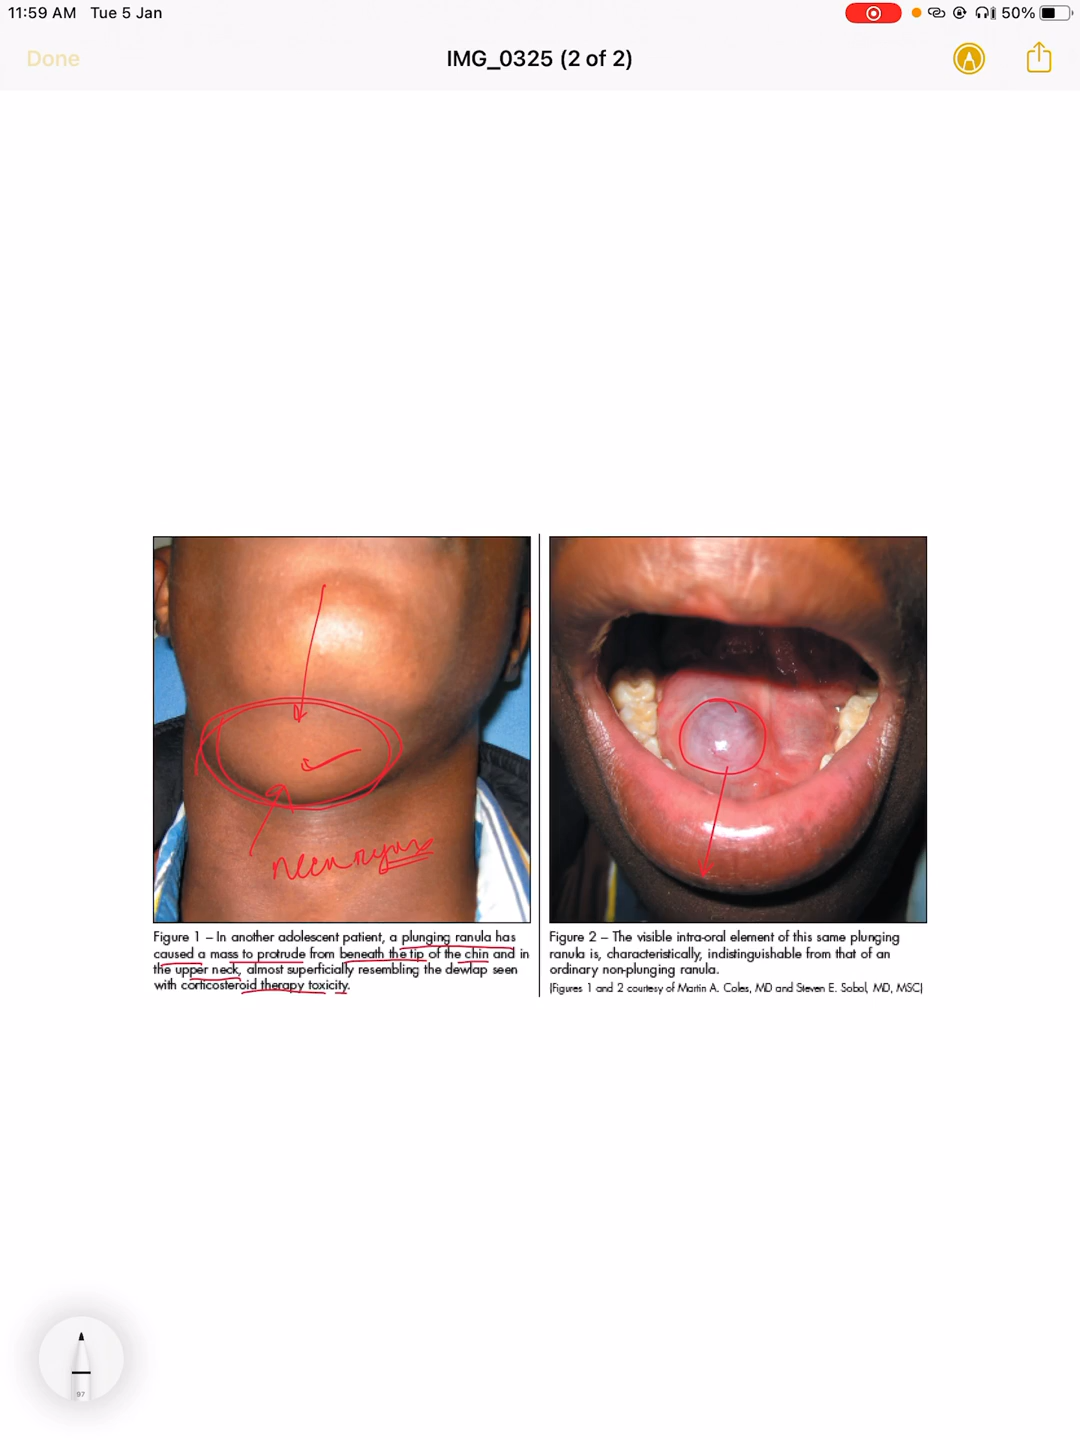 11:59 AM Tue 5 Jan
50%
Done
IMG_0325 (2 of 2)
Figure 1 – In another adolescent patient, a plunging ranula has
caused a mass to protrude from beneath the tip of the chin and in
the upper neck, almost superficially resembling the dewlap seen
with corticosteroid therapy toxicity.
Figure 2 – The visible intra-oral element of this same plunging
ranula is, characteristically, indistinguishable from that of an
ordinary non-plunging ranula.
(Figures 1 and 2 courtesy of Martin A. Coles, MD and Steven E. Sobol, MD, MSC)
97